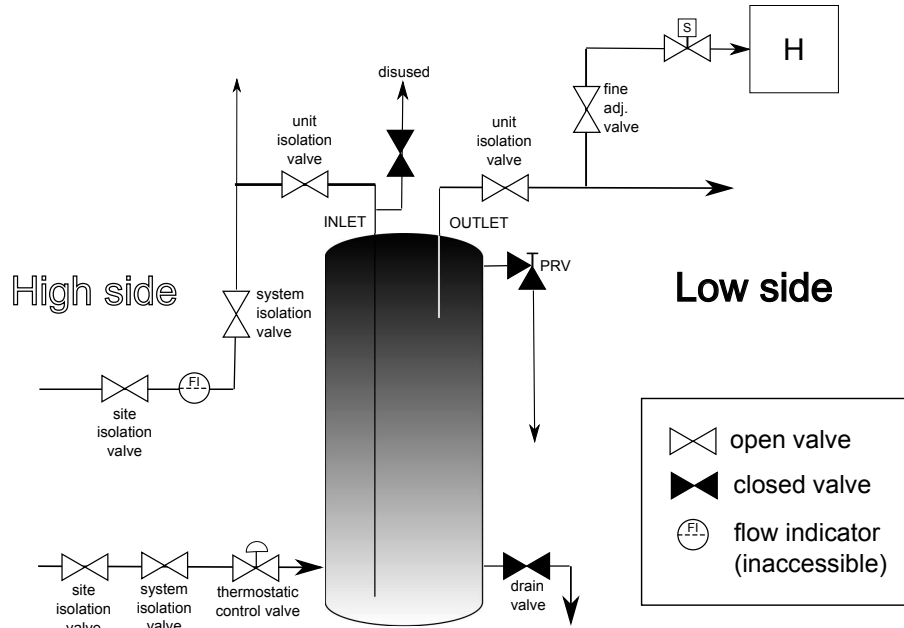 S
H
disused
fine
adj.
valve
unit
isolation
valve
unit
isolation
valve
INLET
OUTLET
PRV
High side
Low side
system
isolation
valve
FI
site
isolation
valve
open valve
closed valve
FI
flow indicator
(inaccessible)
site
isolation
valve
system
isolation
valve
thermostatic
control valve
drain
valve